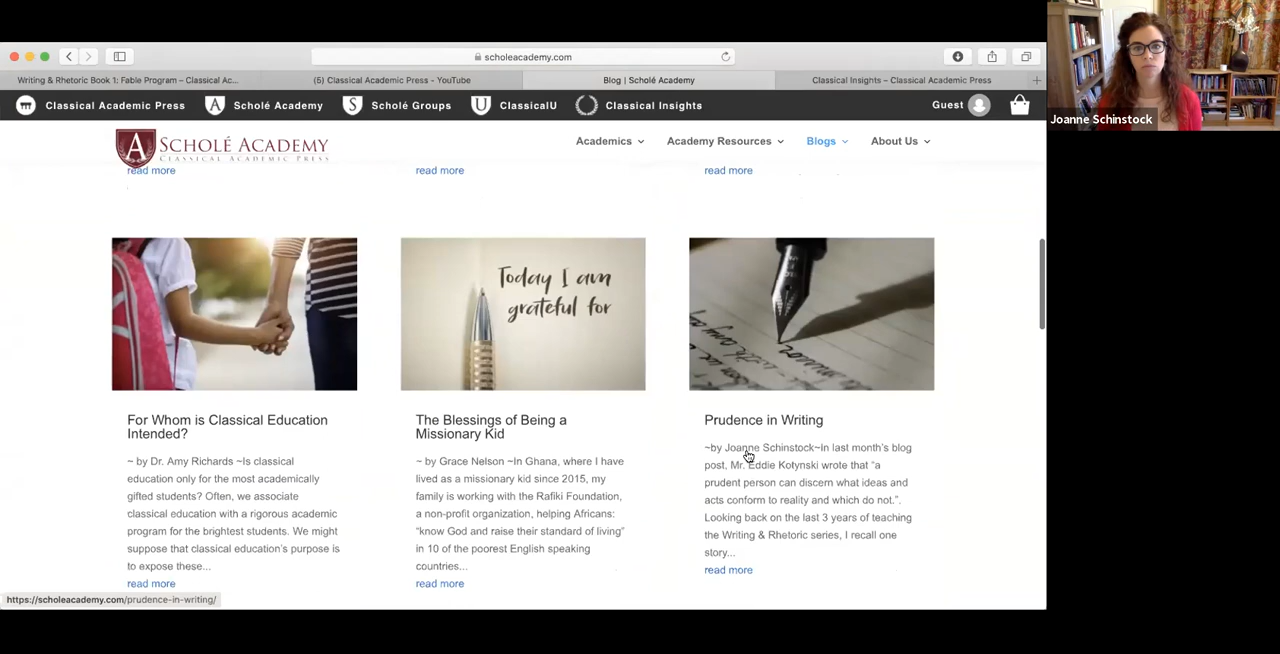 scholeacademy.com
Writing & Rhetoric Book 1: Fable Program – Classical Ac...
(5) Classical Academic Press - YouTube
Blog | Scholé Academy
Classical Insights – Classical Academic Press
Classical Academic Press
A
Scholé Academy
S
Scholé Groups
U
ClassicalU
Classical Insights
Guest
Joanne Schinstock
A
SCHOLÉ ACADEMY
CLASSICAL ACADEMIC PRESS
Academics
Academy Resources
Blogs
About Us
read more
read more
read more
Today I am
grateful for
For Whom is Classical Education
Intended?
~ by Dr. Amy Richards ~Is classical
education only for the most academically
gifted students? Often, we associate
classical education with a rigorous academic
program for the brightest students. We might
suppose that classical education's purpose is
to expose these...
read more
The Blessings of Being a
Missionary Kid
~ by Grace Nelson ~In Ghana, where I have
lived as a missionary kid since 2015, my
family is working with the Rafiki Foundation,
a non-profit organization, helping Africans:
“know God and raise their standard of living”
in 10 of the poorest English speaking
countries...
read more
Prudence in Writing
~by Joanne Schinstock~In last month's blog
post, Mr. Eddie Kotynski wrote that “a
prudent person can discern what ideas and
acts conform to reality and which do not.”.
Looking back on the last 3 years of teaching
the Writing & Rhetoric series, I recall one
story...
read more
https://scholeacademy.com/prudence-in-writing/